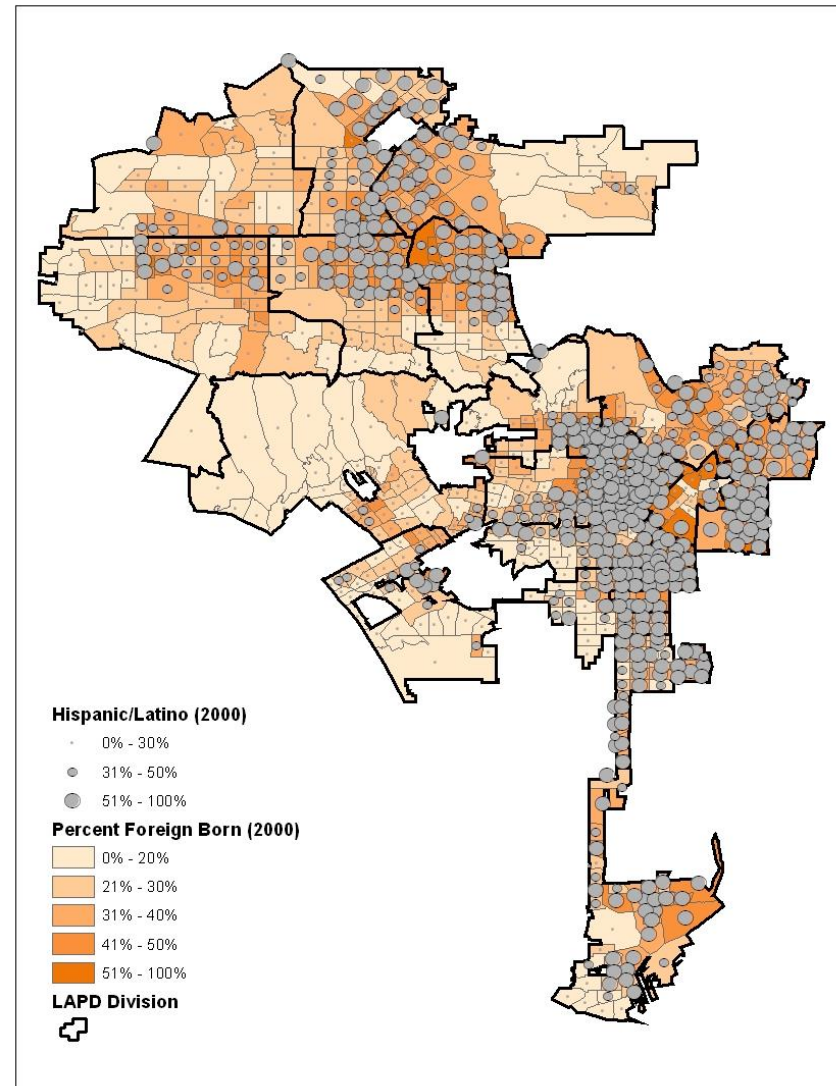 Hispanic/Latino (2000)
0% - 30%
31% - 50%
51% - 100%
Percent Foreign Born (2000)
0% - 20%
21% - 30%
31% - 40%
41% - 50%
51% - 100%
LAPD Division